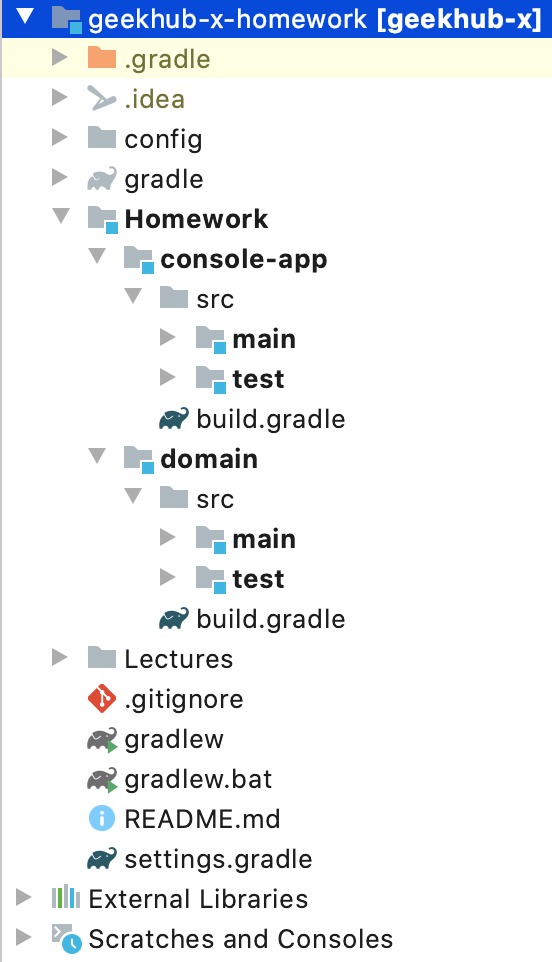 geekhub-x-homework [geekhub-x]
.gradle
.idea
config
gradle
Homework
console-app
src
main
test
build.gradle
domain
src
main
test
build.gradle
Lectures
.gitignore
gradlew
gradlew.bat
README.md
settings.gradle
External Libraries
Scratches and Consoles